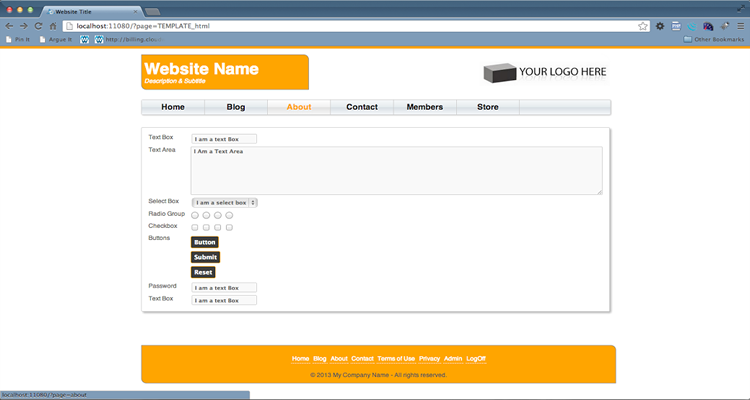 Website Title
localhost:11080/?page=TEMPLATE_html
Pin It Argue It http://billing.clou Other Bookmarks
Website Name
Description & Subtitle
YOUR LOGO HERE
Home Blog About Contact Members Store
Text Box I am a text Box
Text Area I Am a Text Area
Select Box I am a select box
Radio Group
Checkbox
Buttons Button
Submit
Reset
Password I am a text Box
Text Box I am a text Box
Home Blog About Contact Terms of Use Privacy Admin LogOff
© 2013 My Company Name - All rights reserved.
localhost:11080/?page=about